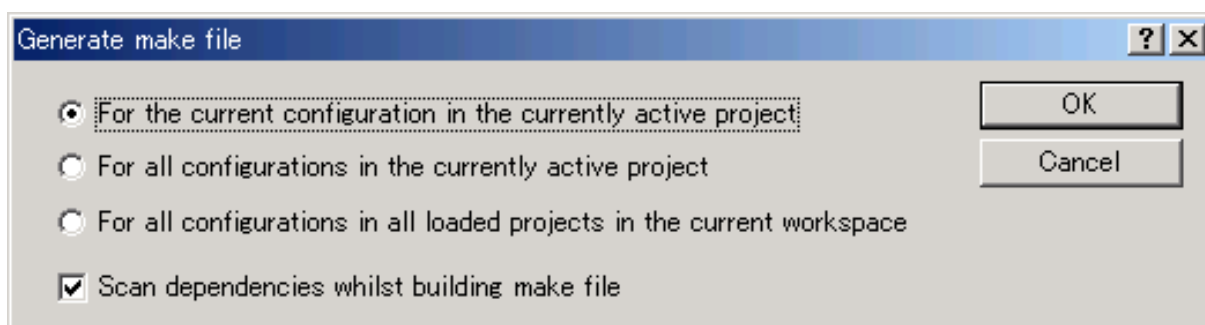 Generate make file
For the current configuration in the currently active project
OK
For all configurations in the currently active project
Cancel
For all configurations in all loaded projects in the current workspace
Scan dependencies whilst building make file